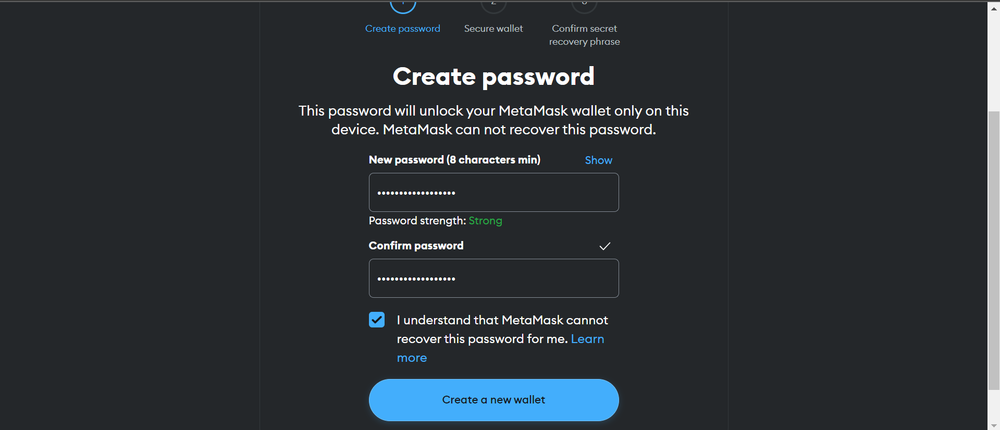 Create password
Secure wallet
Confirm secret
recovery phrase
Create password
This password will unlock your MetaMask wallet only on this
device. MetaMask can not recover this password.
New password (8 characters min)
Show
••••••••••••••••••
Password strength: Strong
Confirm password
••••••••••••••••••
I understand that MetaMask cannot
recover this password for me. Learn
more
Create a new wallet